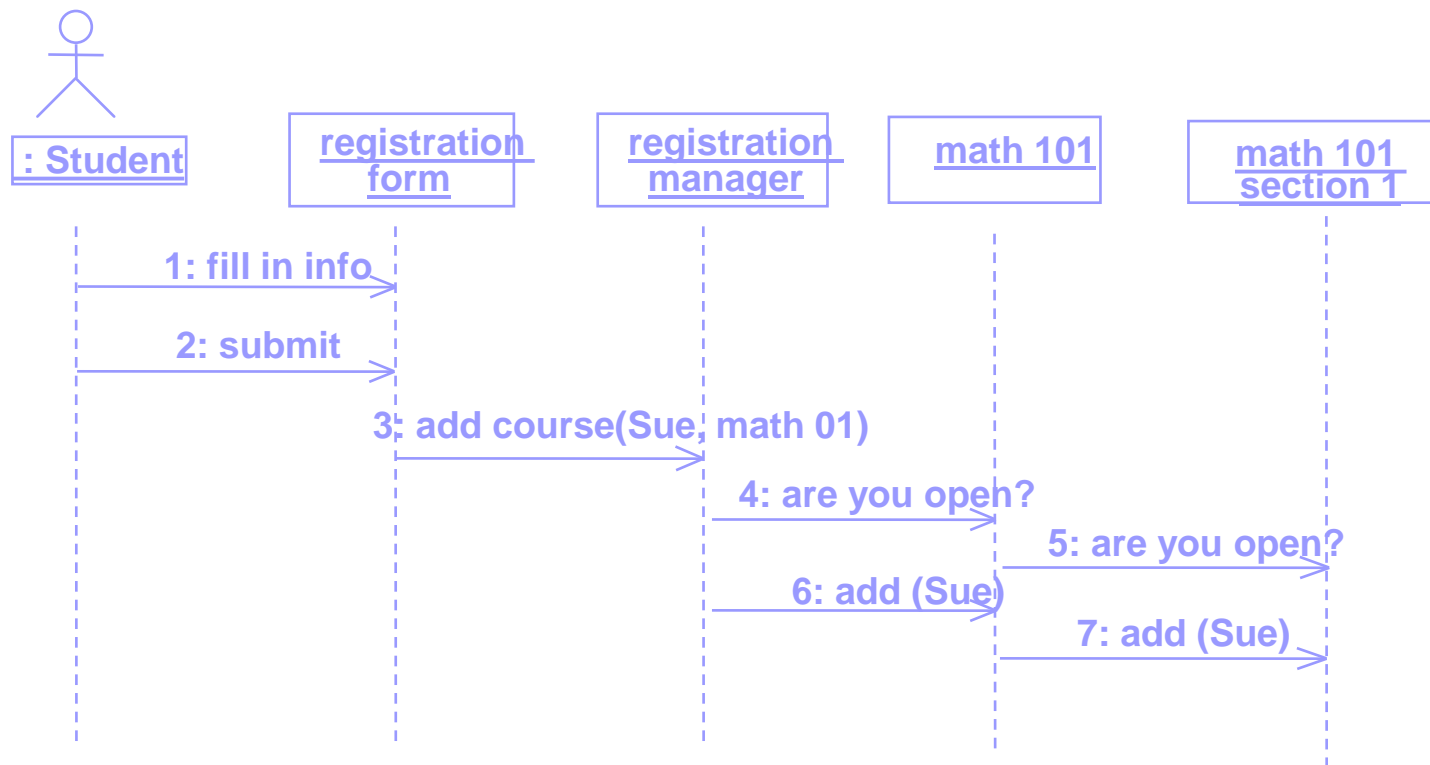 : Student
registration
form
registration
manager
math 101
math 101
section 1
1: fill in info
2: submit
3: add course(Sue, math 01)
4: are you open?
5: are you open?
6: add (Sue)
7: add (Sue)